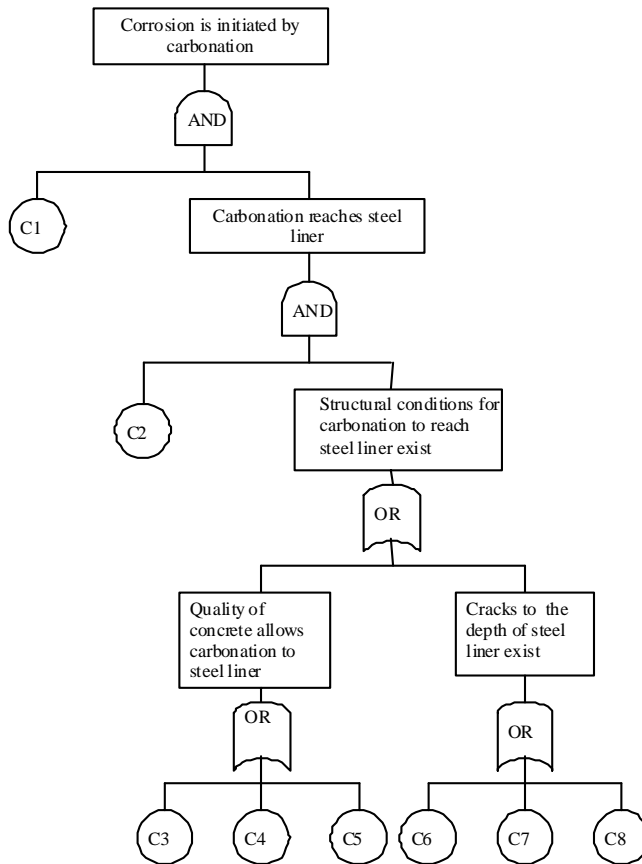 Corrosion is initiated by
carbonation
AND
C1
Carbonation reaches steel
liner
AND
C2
Structural conditions for
carbonation to reach
steel liner exist
OR
Quality of
concrete allows
carbonation to
steel liner
Cracks to the
depth of steel
liner exist
OR
OR
C3
C4
C5
C6
C7
C8